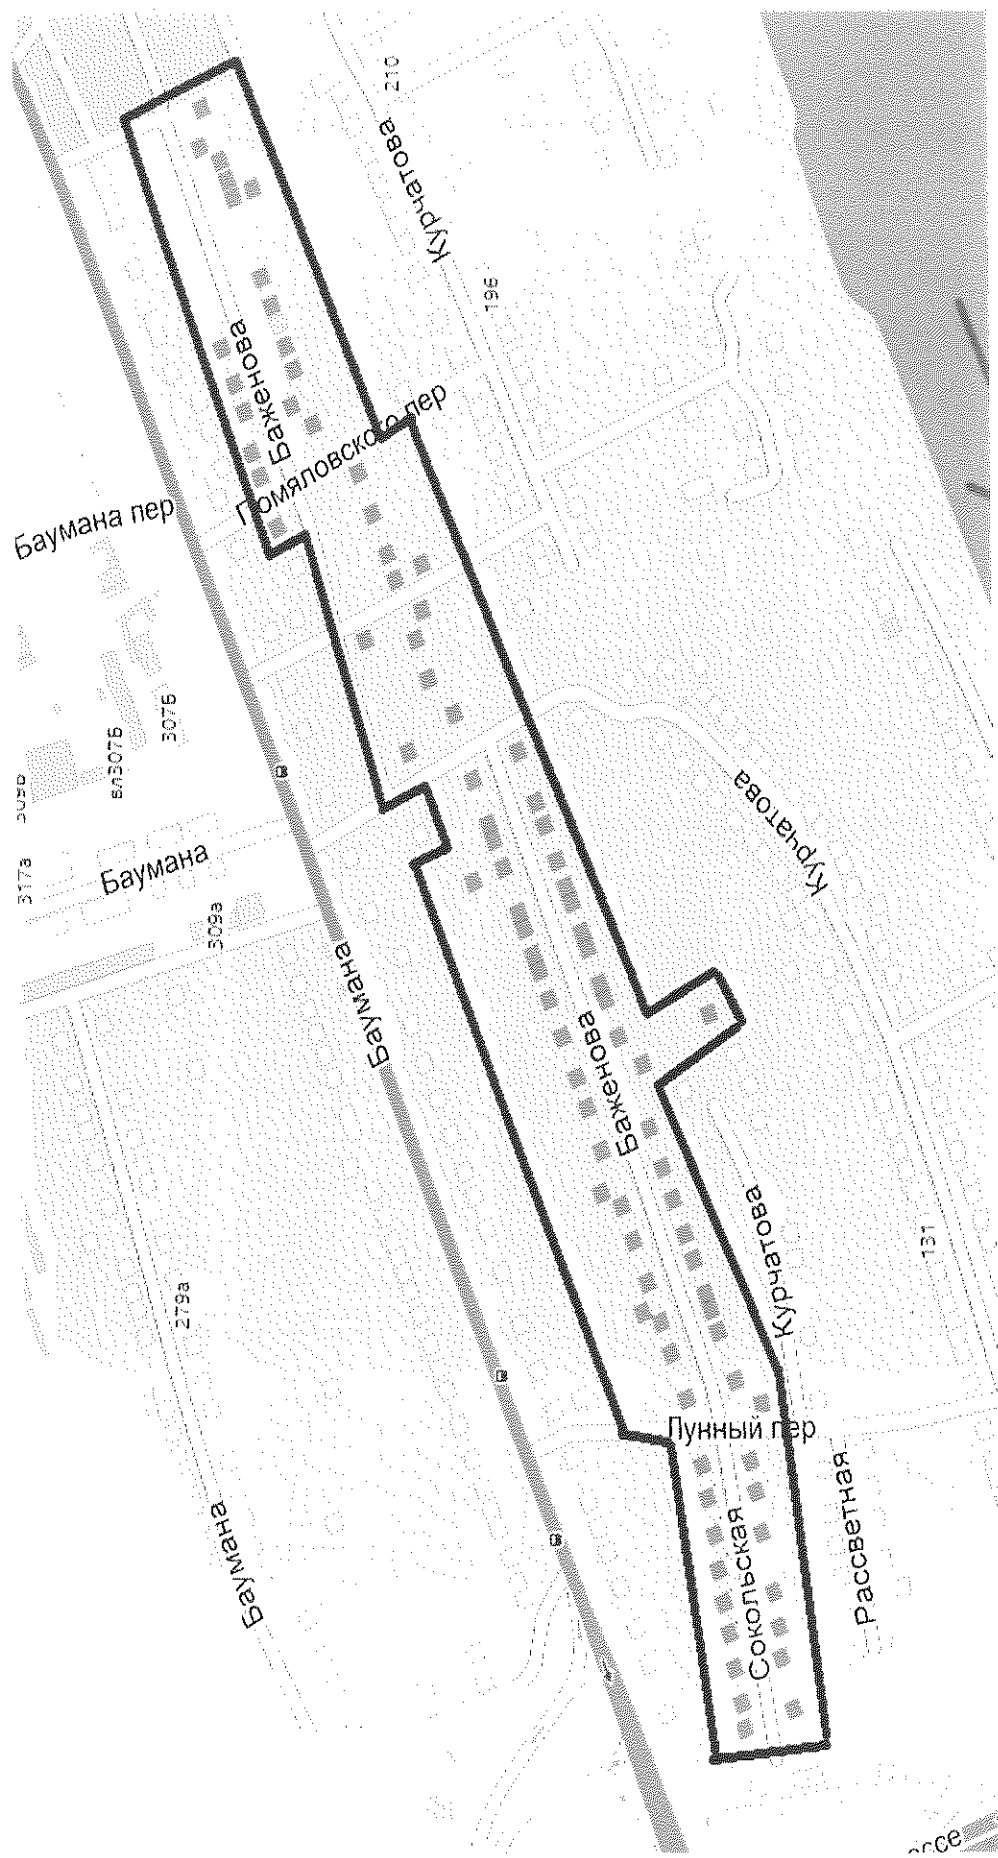 210
Курчатова
196
Баженова
Помяловского пер
Баумана пер
307Б
вл307Б
309Б
317а
Баумана
309а
Курчатова
Баумана
Баженова
Курчатова
131
279а
Лунный пер
Баумана
Рассветная
Сокольская